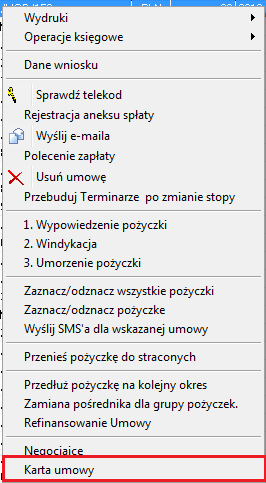 Wydruki
Operacje księgowe
Dane wniosku
Sprawdź telekod
Rejestracja aneksu spłaty
Wyślij e-maila
Polecenie zapłaty
Usuń umowę
Przebuduj Terminarze po zmianie stopy
1. Wypowiedzenie pożyczki
2. Windykacja
3. Umorzenie pożyczki
Zaznacz/odznacz wszystkie pożyczki
Zaznacz/odznacz pożyczke
Wyślij SMS'a dla wskazanej umowy
Przenieś pożyczkę do straconych
Przedłuż pożyczkę na kolejny okres
Zamiana pośrednika dla grupy pożyczek.
Refinansowanie Umowy
Negocjacje
Karta umowy